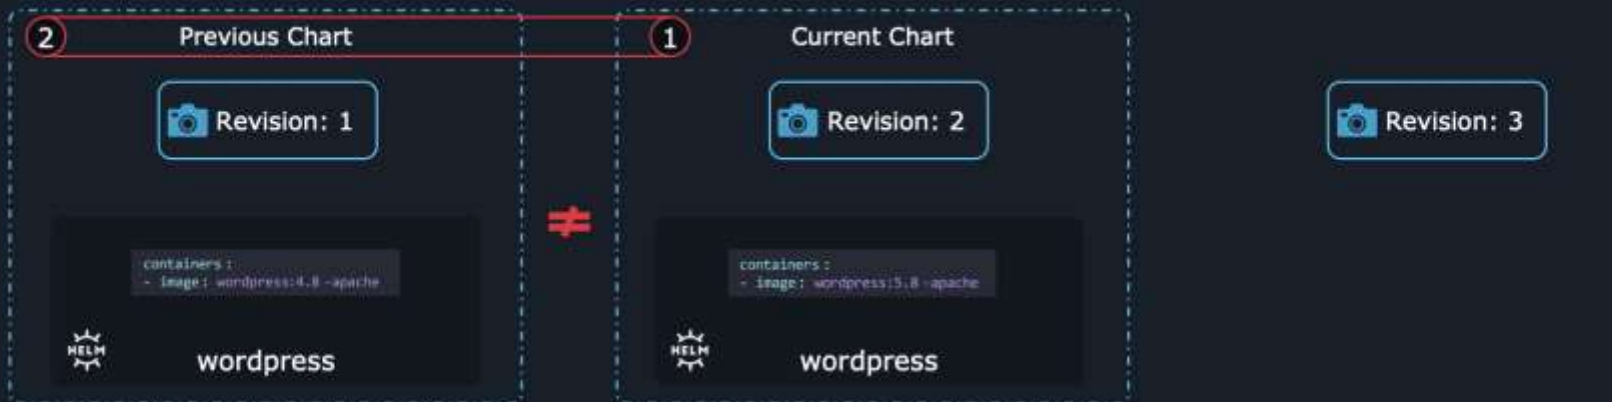 2 Previous Chart
1 Current Chart
Revision: 1
Revision: 2
Revision: 3
≠
containers:
- image: wordpress:4.8-apache
containers:
- image: wordpress:5.8-apache
HELM
wordpress
HELM
wordpress